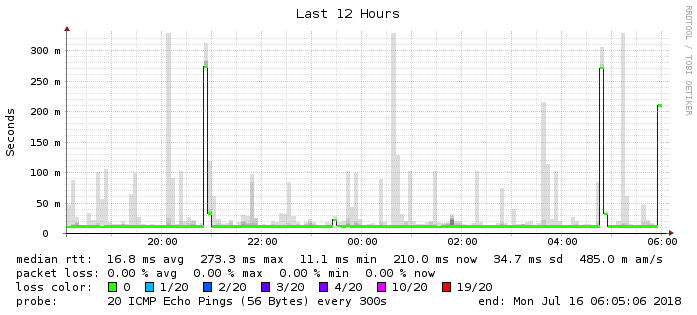 Last 12 Hours
RRDTOOL / TOBI OETIKER
Seconds
300 m
250 m
200 m
150 m
100 m
50 m
0
20:00 22:00 00:00 02:00 04:00 06:00
median rtt: 16.8 ms avg 273.3 ms max 11.1 ms min 210.0 ms now 34.7 ms sd 485.0 m am/s
packet loss: 0.00 % avg 0.00 % max 0.00 % min 0.00 % now
loss color: 0 1/20 2/20 3/20 4/20 10/20 19/20
probe: 20 ICMP Echo Pings (56 Bytes) every 300s end: Mon Jul 16 06:05:06 2018